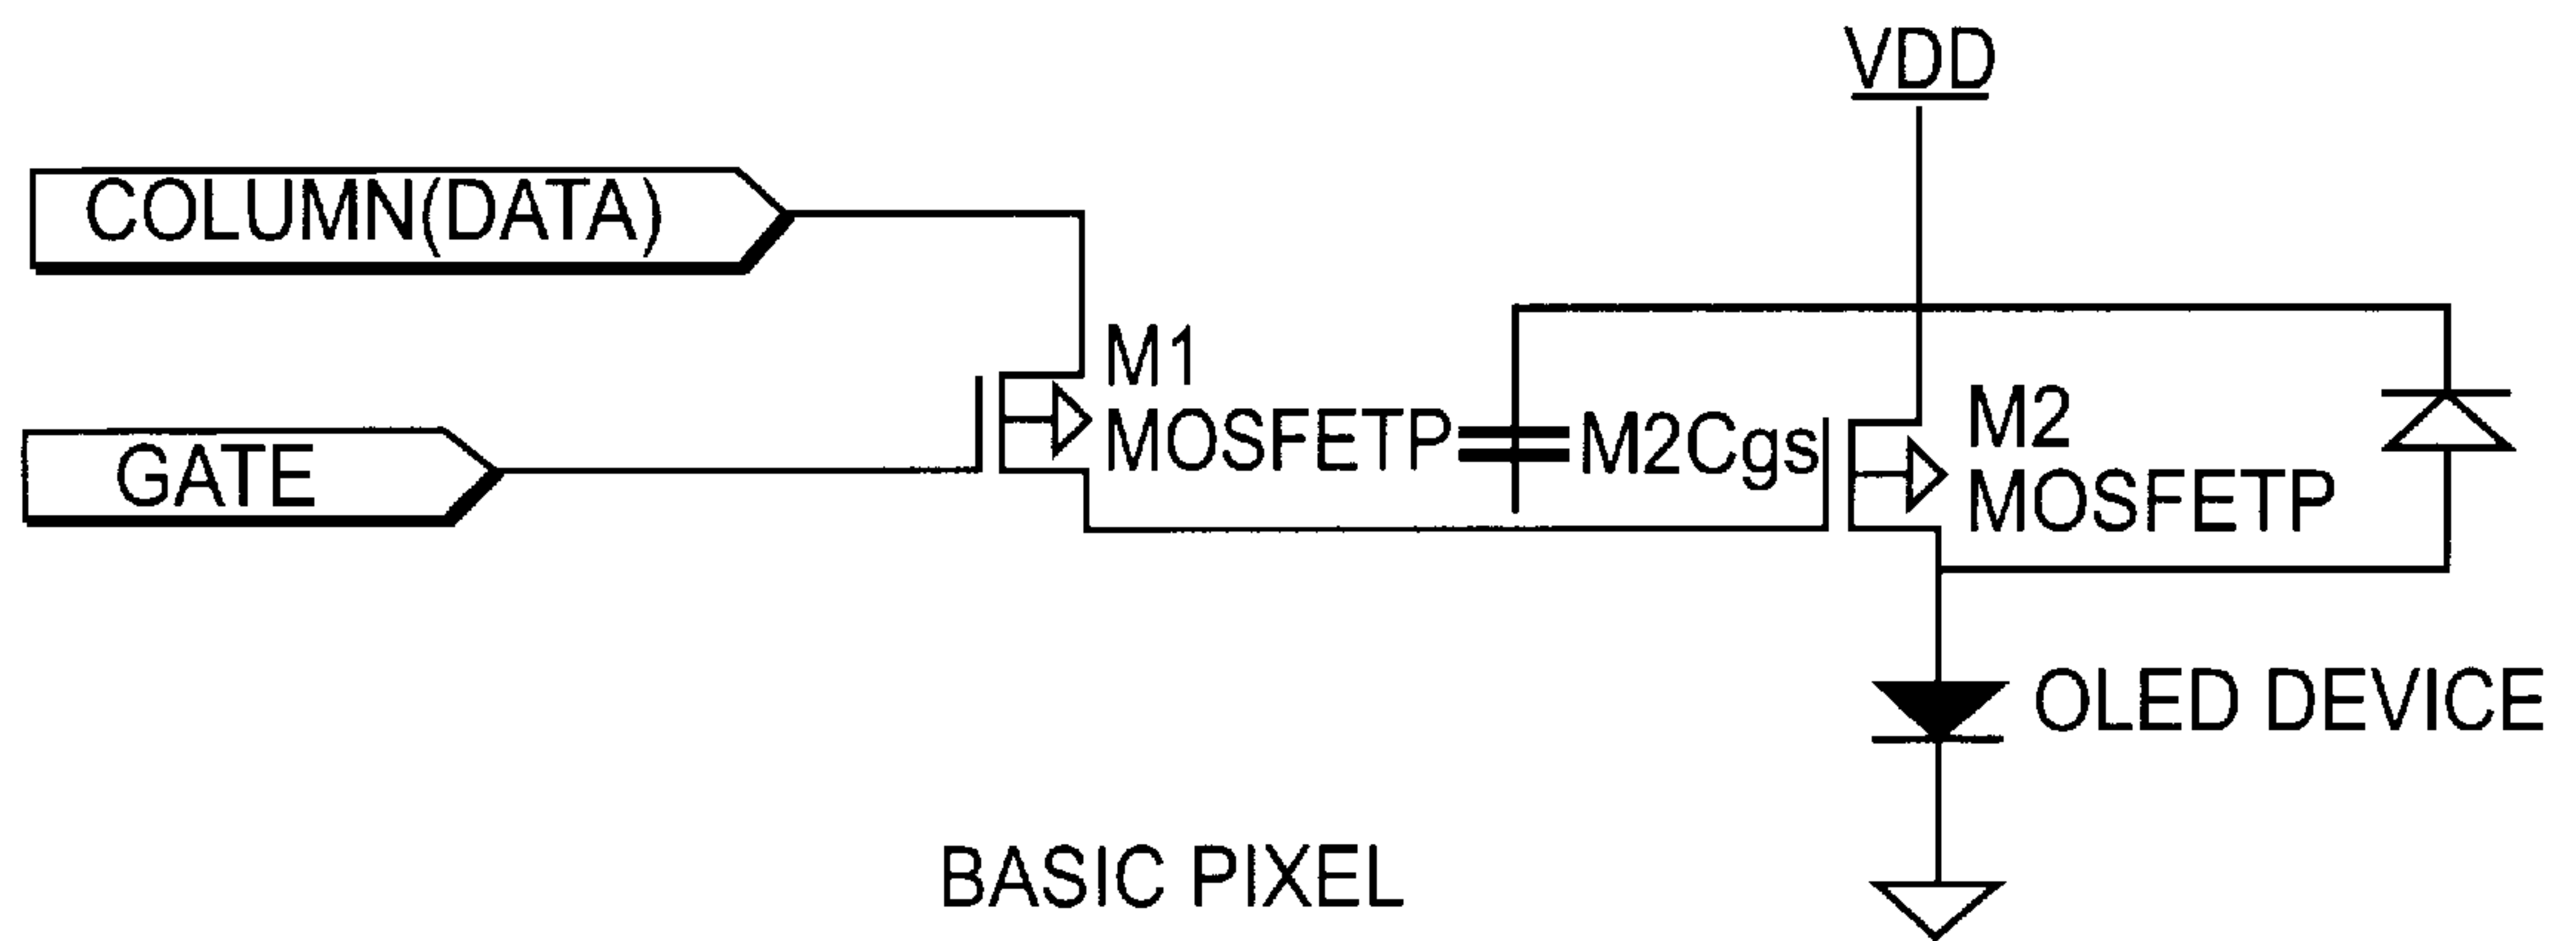 VDD
COLUMN(DATA)
GATE
M1
MOSFETP
M2Cgs
M2
MOSFETP
OLED DEVICE
BASIC PIXEL